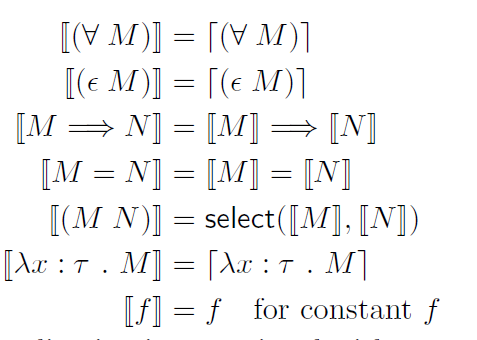 ⟦(∀ M)⟧ = ⌈(∀ M)⌉
⟦(ϵ M)⟧ = ⌈(ϵ M)⌉
⟦M ⟹ N⟧ = ⟦M⟧ ⟹ ⟦N⟧
⟦M = N⟧ = ⟦M⟧ = ⟦N⟧
⟦(M N)⟧ = select(⟦M⟧, ⟦N⟧)
⟦λx : τ . M⟧ = ⌈λx : τ . M⌉
⟦f⟧ = f for constant f